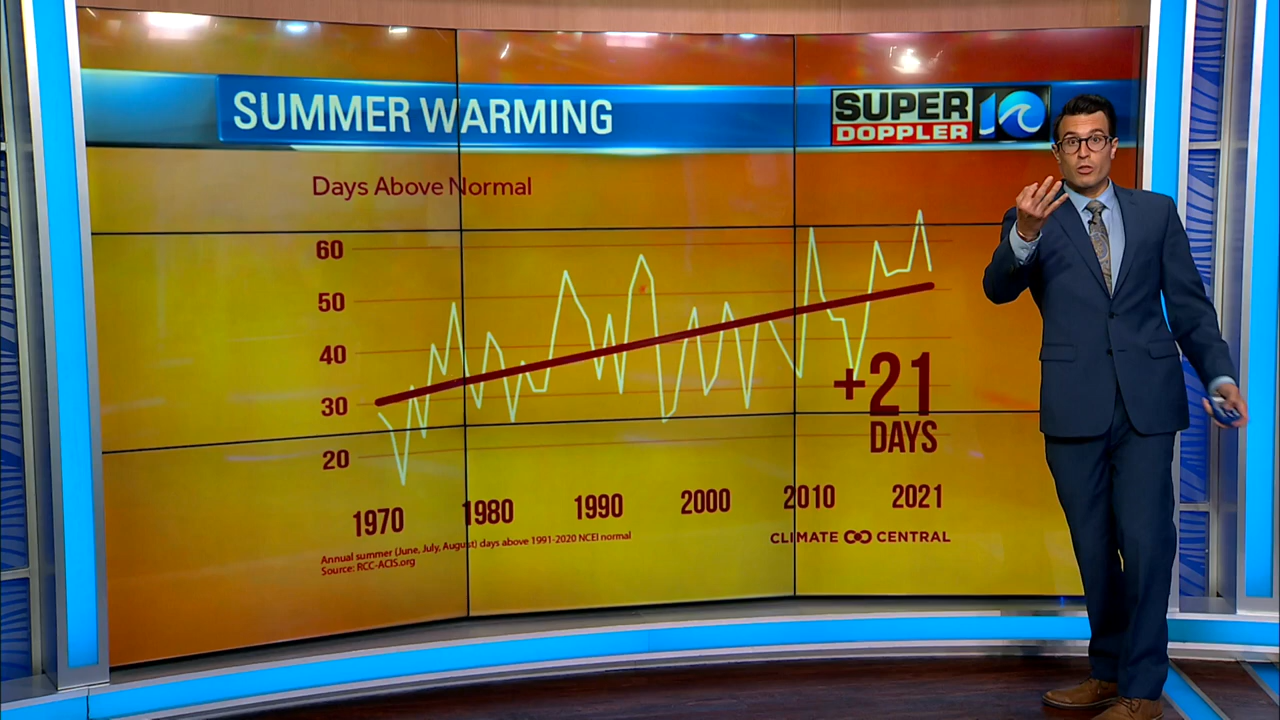 SUMMER WARMING
SUPER DOPPLER 10
Days Above Normal
60
50
40
30
20
+21
DAYS
1970 1980 1990 2000 2010 2021
Annual summer (June, July, August) days above 1991-2020 NCEI normal
Source: RCC-ACIS.org
CLIMATE CENTRAL